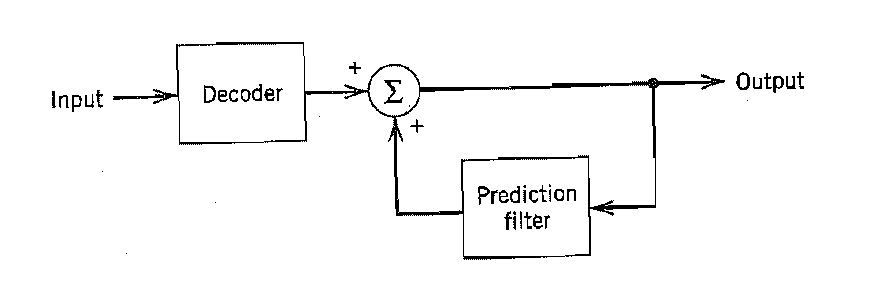 Input
Decoder
+
Σ
+
Output
Prediction
filter